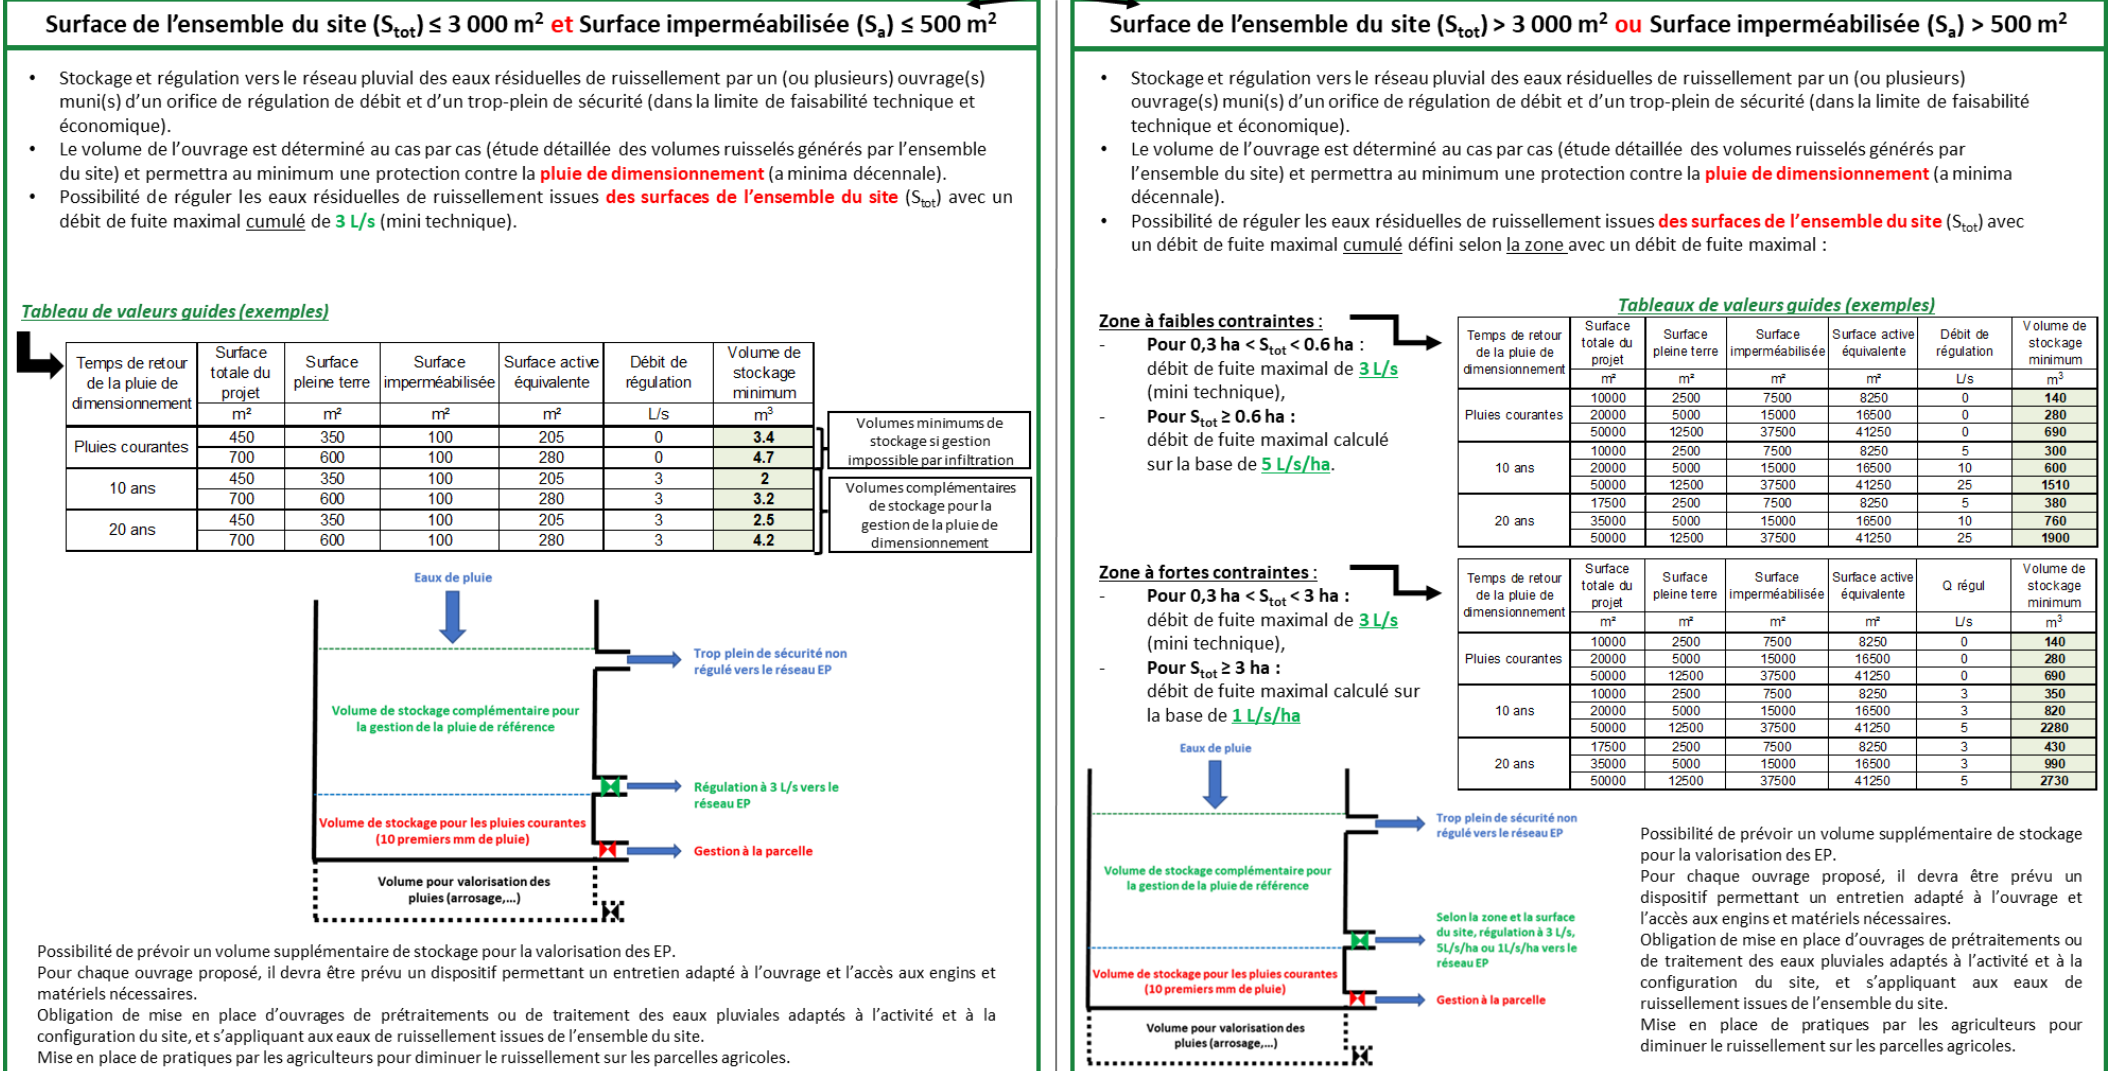 Surface de l'ensemble du site (Stot) ≤ 3 000 m² et Surface imperméabilisée (Sa) ≤ 500 m²
• Stockage et régulation vers le réseau pluvial des eaux résiduelles de ruissellement par un (ou plusieurs) ouvrage(s)
muni(s) d'un orifice de régulation de débit et d'un trop-plein de sécurité (dans la limite de faisabilité technique et
économique).
• Le volume de l'ouvrage est déterminé au cas par cas (étude détaillée des volumes ruisselés générés par l'ensemble
du site) et permettra au minimum une protection contre la pluie de dimensionnement (a minima décennale).
• Possibilité de réguler les eaux résiduelles de ruissellement issues des surfaces de l'ensemble du site (Stot) avec un
débit de fuite maximal cumulé de 3 L/s (mini technique).
Tableau de valeurs guides (exemples)
Temps de retour de la pluie de dimensionnement | Surface totale du projet | Surface pleine terre | Surface imperméabilisée | Surface active équivalente | Débit de régulation | Volume de stockage minimum
m² | m² | m² | m² | L/s | m³
Pluies courantes | 450 | 350 | 100 | 205 | 0 | 3.4
700 | 600 | 100 | 280 | 0 | 4.7
10 ans | 450 | 350 | 100 | 205 | 3 | 2
700 | 600 | 100 | 280 | 3 | 3.2
20 ans | 450 | 350 | 100 | 205 | 3 | 2.5
700 | 600 | 100 | 280 | 3 | 4.2
Volumes minimums de
stockage si gestion
impossible par infiltration
Volumes complémentaires
de stockage pour la
gestion de la pluie de
dimensionnement
Eaux de pluie
Trop plein de sécurité non
régulé vers le réseau EP
Volume de stockage complémentaire pour
la gestion de la pluie de référence
Régulation à 3 L/s vers le
réseau EP
Volume de stockage pour les pluies courantes
(10 premiers mm de pluie)
Gestion à la parcelle
Volume pour valorisation des
pluies (arrosage,...)
Possibilité de prévoir un volume supplémentaire de stockage pour la valorisation des EP.
Pour chaque ouvrage proposé, il devra être prévu un dispositif permettant un entretien adapté à l'ouvrage et l'accès aux engins et
matériels nécessaires.
Obligation de mise en place d'ouvrages de prétraitements ou de traitement des eaux pluviales adaptés à l'activité et à la
configuration du site, et s'appliquant aux eaux de ruissellement issues de l'ensemble du site.
Mise en place de pratiques par les agriculteurs pour diminuer le ruissellement sur les parcelles agricoles.
Surface de l'ensemble du site (Stot) > 3 000 m² ou Surface imperméabilisée (Sa) > 500 m²
• Stockage et régulation vers le réseau pluvial des eaux résiduelles de ruissellement par un (ou plusieurs)
ouvrage(s) muni(s) d'un orifice de régulation de débit et d'un trop-plein de sécurité (dans la limite de faisabilité
technique et économique).
• Le volume de l'ouvrage est déterminé au cas par cas (étude détaillée des volumes ruisselés générés par
l'ensemble du site) et permettra au minimum une protection contre la pluie de dimensionnement (a minima
décennale).
• Possibilité de réguler les eaux résiduelles de ruissellement issues des surfaces de l'ensemble du site (Stot) avec
un débit de fuite maximal cumulé défini selon la zone avec un débit de fuite maximal :
Tableaux de valeurs guides (exemples)
Zone à faibles contraintes :
- Pour 0,3 ha < Stot < 0.6 ha :
débit de fuite maximal de 3 L/s
(mini technique),
- Pour Stot ≥ 0.6 ha :
débit de fuite maximal calculé
sur la base de 5 L/s/ha.
Temps de retour de la pluie de dimensionnement | Surface totale du projet | Surface pleine terre | Surface imperméabilisée | Surface active équivalente | Débit de régulation | Volume de stockage minimum
m² | m² | m² | m² | L/s | m³
Pluies courantes | 10000 | 2500 | 7500 | 8250 | 0 | 140
20000 | 5000 | 15000 | 16500 | 0 | 280
50000 | 12500 | 37500 | 41250 | 0 | 690
10 ans | 10000 | 2500 | 7500 | 8250 | 5 | 300
20000 | 5000 | 15000 | 16500 | 10 | 600
50000 | 12500 | 37500 | 41250 | 25 | 1510
20 ans | 17500 | 2500 | 7500 | 8250 | 5 | 380
35000 | 5000 | 15000 | 16500 | 10 | 760
50000 | 12500 | 37500 | 41250 | 25 | 1900
Zone à fortes contraintes :
- Pour 0,3 ha < Stot < 3 ha :
débit de fuite maximal de 3 L/s
(mini technique),
- Pour Stot ≥ 3 ha :
débit de fuite maximal calculé sur
la base de 1 L/s/ha
Temps de retour de la pluie de dimensionnement | Surface totale du projet | Surface pleine terre | Surface imperméabilisée | Surface active équivalente | Q régul | Volume de stockage minimum
m² | m² | m² | m² | L/s | m³
Pluies courantes | 10000 | 2500 | 7500 | 8250 | 0 | 140
20000 | 5000 | 15000 | 16500 | 0 | 280
50000 | 12500 | 37500 | 41250 | 0 | 690
10 ans | 10000 | 2500 | 7500 | 8250 | 3 | 350
20000 | 5000 | 15000 | 16500 | 3 | 820
50000 | 12500 | 37500 | 41250 | 5 | 2280
20 ans | 17500 | 2500 | 7500 | 8250 | 3 | 430
35000 | 5000 | 15000 | 16500 | 3 | 990
50000 | 12500 | 37500 | 41250 | 5 | 2730
Eaux de pluie
Trop plein de sécurité non
régulé vers le réseau EP
Volume de stockage complémentaire pour
la gestion de la pluie de référence
Selon la zone et la surface
du site, régulation à 3 L/s,
5L/s/ha ou 1L/s/ha vers le
réseau EP
Volume de stockage pour les pluies courantes
(10 premiers mm de pluie)
Gestion à la parcelle
Volume pour valorisation des
pluies (arrosage,...)
Possibilité de prévoir un volume supplémentaire de stockage
pour la valorisation des EP.
Pour chaque ouvrage proposé, il devra être prévu un
dispositif permettant un entretien adapté à l'ouvrage et
l'accès aux engins et matériels nécessaires.
Obligation de mise en place d'ouvrages de prétraitements ou
de traitement des eaux pluviales adaptés à l'activité et à la
configuration du site, et s'appliquant aux eaux de
ruissellement issues de l'ensemble du site.
Mise en place de pratiques par les agriculteurs pour
diminuer le ruissellement sur les parcelles agricoles.